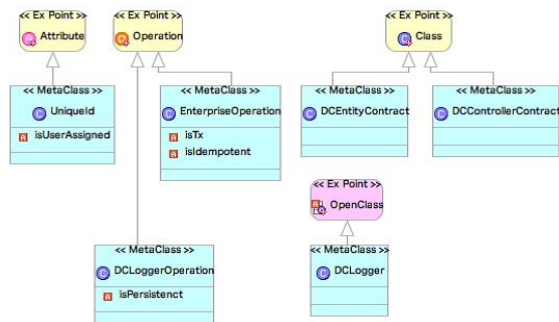 << Ex Point >>
Attribute
<< Ex Point >>
Operation
<< Ex Point >>
Class
<< MetaClass >>
UniqueId
isUserAssigned
<< MetaClass >>
EnterpriseOperation
isTx
isIdempotent
<< MetaClass >>
DCEntityContract
<< MetaClass >>
DCControllerContract
<< Ex Point >>
OpenClass
<< MetaClass >>
DCLoggerOperation
isPersistenct
<< MetaClass >>
DCLogger